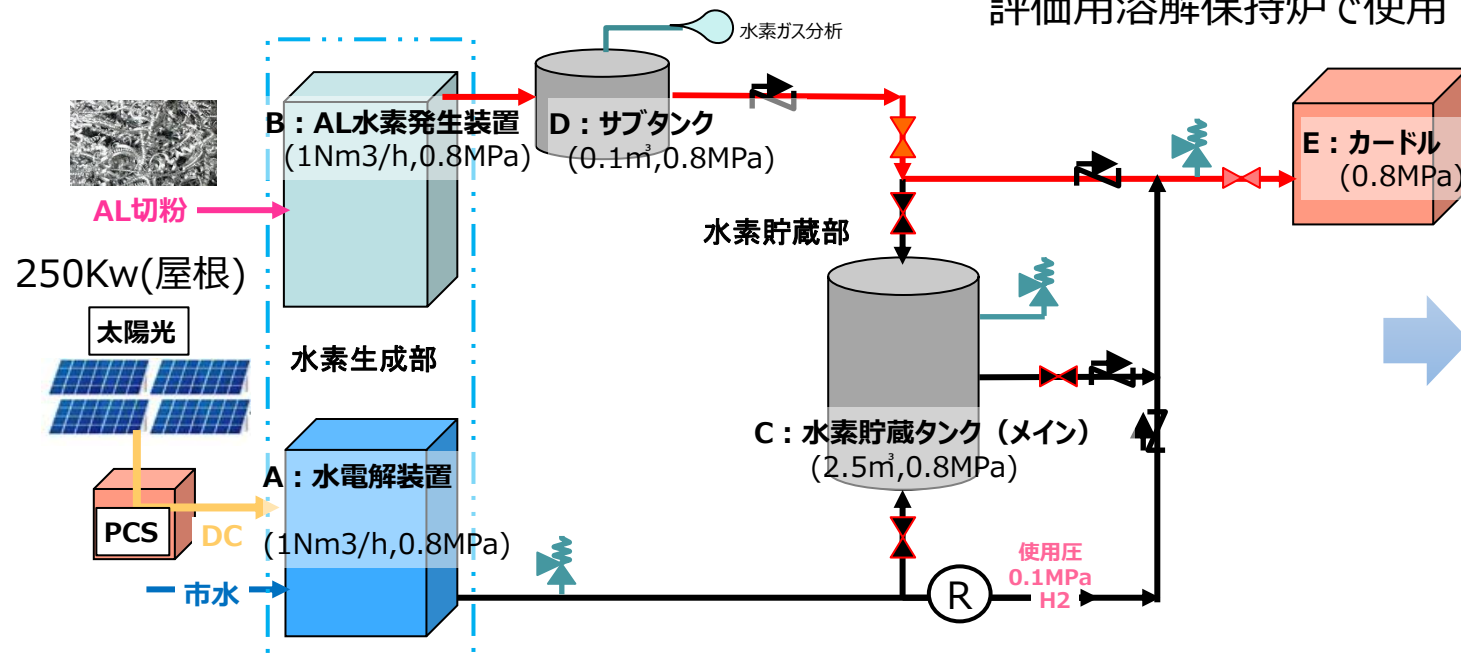 評価用溶解保持炉で使用
水素ガス分析
B：AL水素発生装置
(1Nm3/h,0.8MPa)
D：サブタンク
(0.1㎥,0.8MPa)
E：カードル
(0.8MPa)
AL切粉
水素貯蔵部
250Kw(屋根)
太陽光
水素生成部
C：水素貯蔵タンク（メイン）
(2.5㎥,0.8MPa)
A：水電解装置
(1Nm3/h,0.8MPa)
PCS
DC
市水
R
使用圧
0.1MPa
H2